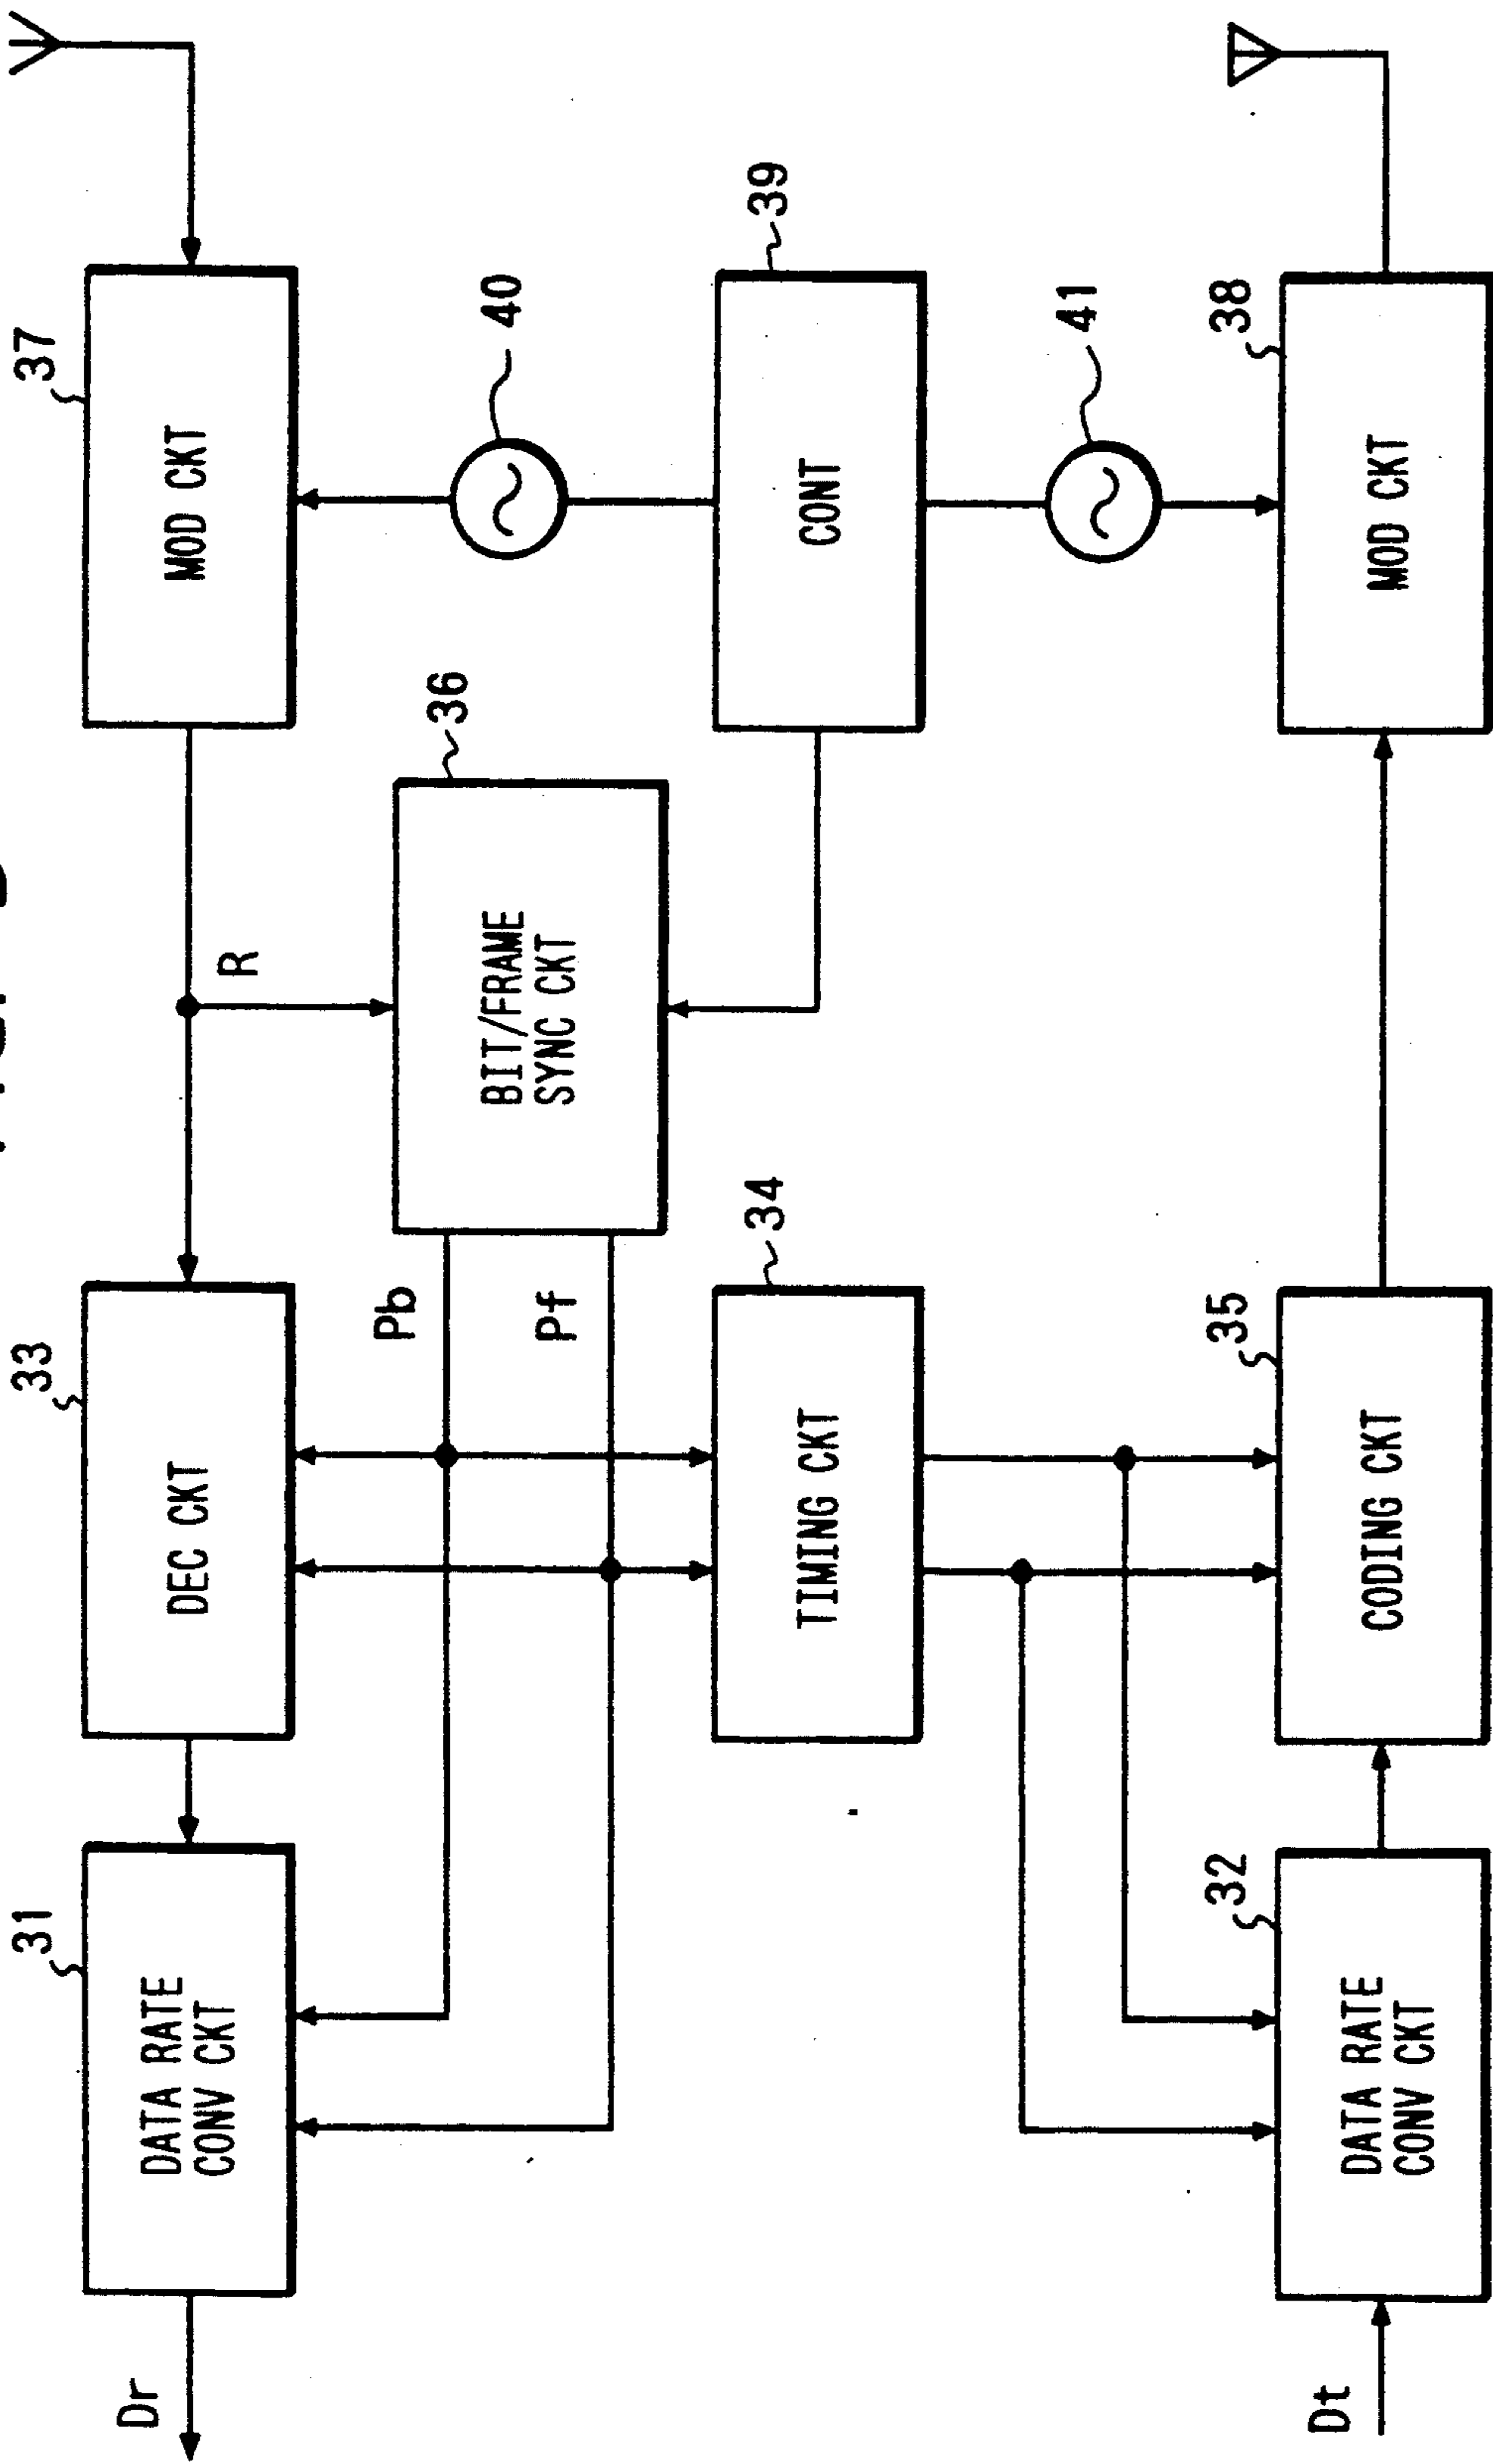 Dr
31
DATA RATE
CONV CKT
33
DEC CKT
R
37
MOD CKT
Pb
Pf
36
BIT/FRAME
SYNC CKT
40
34
TIMING CKT
39
CONT
41
Dt
32
DATA RATE
CONV CKT
35
CODING CKT
38
MOD CKT